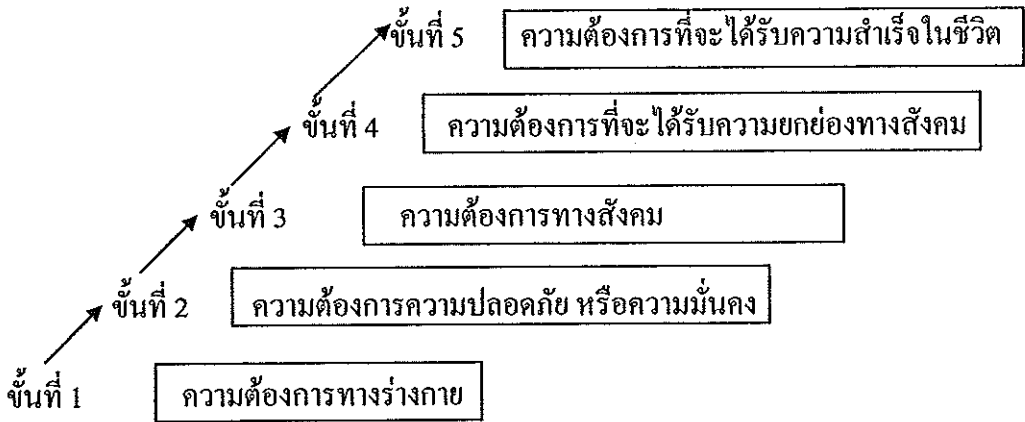 ขั้นที่ 5 ความต้องการที่จะได้รับความสำเร็จในชีวิต
ขั้นที่ 4 ความต้องการที่จะได้รับความยกย่องทางสังคม
ขั้นที่ 3 ความต้องการทางสังคม
ขั้นที่ 2 ความต้องการความปลอดภัย หรือความมั่นคง
ขั้นที่ 1 ความต้องการทางร่างกาย